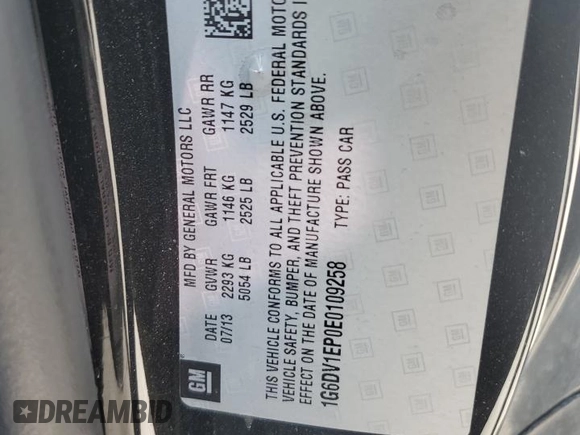 GM
MFD BY GENERAL MOTORS LLC
DATE GVWR GAWR FRT GAWR RR
07/13 2293 KG 1146 KG 1147 KG
5054 LB 2525 LB 2529 LB
THIS VEHICLE CONFORMS TO ALL APPLICABLE U.S. FEDERAL MOTO
VEHICLE SAFETY, BUMPER, AND THEFT PREVENTION STANDARDS I
EFFECT ON THE DATE OF MANUFACTURE SHOWN ABOVE.
1G6DV1EP0E0109258 TYPE: PASS CAR
DREAMBID